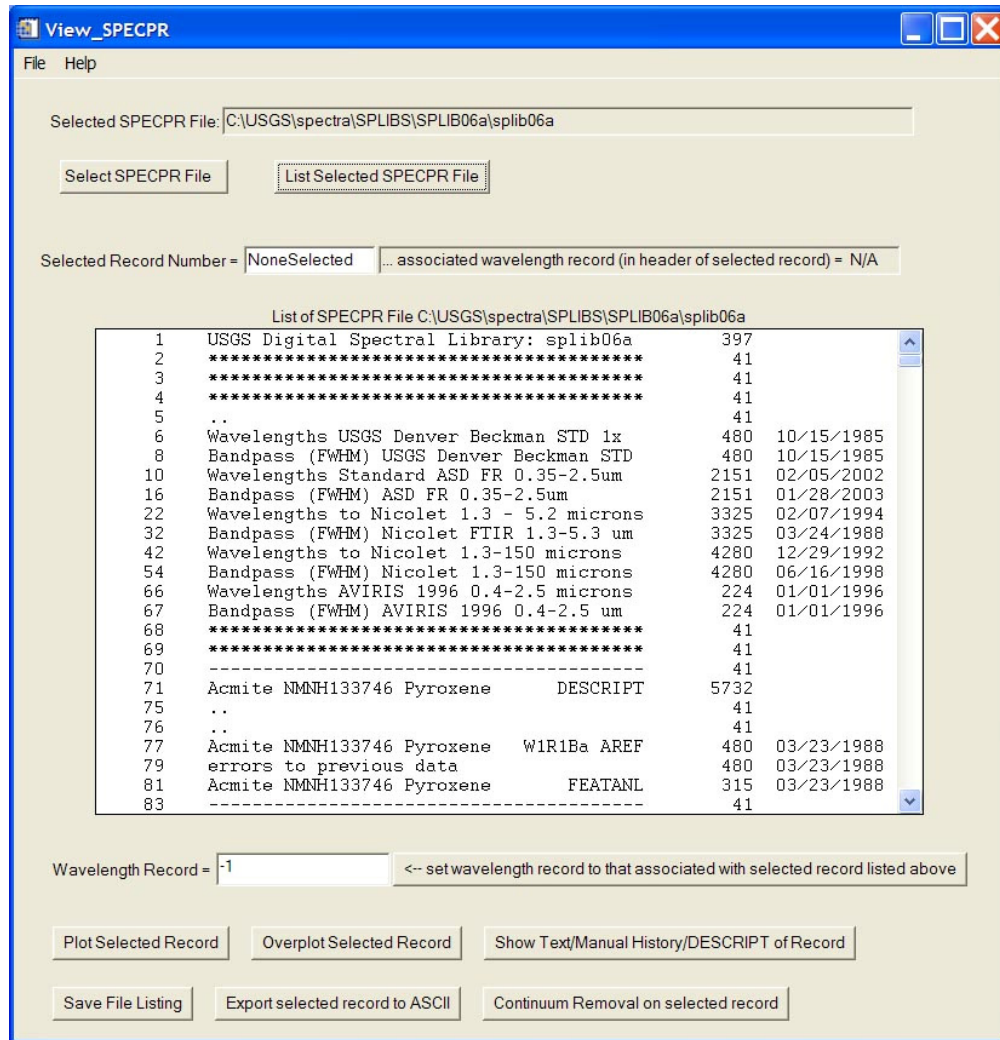 View_SPECPR
File Help
Selected SPECPR File: C:\USGS\spectra\SPLIBS\SPLIB06a\splib06a
Select SPECPR File List Selected SPECPR File
Selected Record Number = NoneSelected ... associated wavelength record (in header of selected record) = N/A
List of SPECPR File C:\USGS\spectra\SPLIBS\SPLIB06a\splib06a
1 USGS Digital Spectral Library: splib06a 397
2 **************************************** 41
3 **************************************** 41
4 **************************************** 41
5 .. 41
6 Wavelengths USGS Denver Beckman STD 1x 480 10/15/1985
8 Bandpass (FWHM) USGS Denver Beckman STD 480 10/15/1985
10 Wavelengths Standard ASD FR 0.35-2.5um 2151 02/05/2002
16 Bandpass (FWHM) ASD FR 0.35-2.5um 2151 01/28/2003
22 Wavelengths to Nicolet 1.3 - 5.2 microns 3325 02/07/1994
32 Bandpass (FWHM) Nicolet FTIR 1.3-5.3 um 3325 03/24/1988
42 Wavelengths to Nicolet 1.3-150 microns 4280 12/29/1992
54 Bandpass (FWHM) Nicolet 1.3-150 microns 4280 06/16/1998
66 Wavelengths AVIRIS 1996 0.4-2.5 microns 224 01/01/1996
67 Bandpass (FWHM) AVIRIS 1996 0.4-2.5 um 224 01/01/1996
68 **************************************** 41
69 **************************************** 41
70 ---------------------------------------- 41
71 Acmite NMNH133746 Pyroxene DESCRIPT 5732
75 .. 41
76 .. 41
77 Acmite NMNH133746 Pyroxene W1R1Ba AREF 480 03/23/1988
79 errors to previous data 480 03/23/1988
81 Acmite NMNH133746 Pyroxene FEATANL 315 03/23/1988
83 ---------------------------------------- 41
Wavelength Record = -1 <-- set wavelength record to that associated with selected record listed above
Plot Selected Record Overplot Selected Record Show Text/Manual History/DESCRIPT of Record
Save File Listing Export selected record to ASCII Continuum Removal on selected record